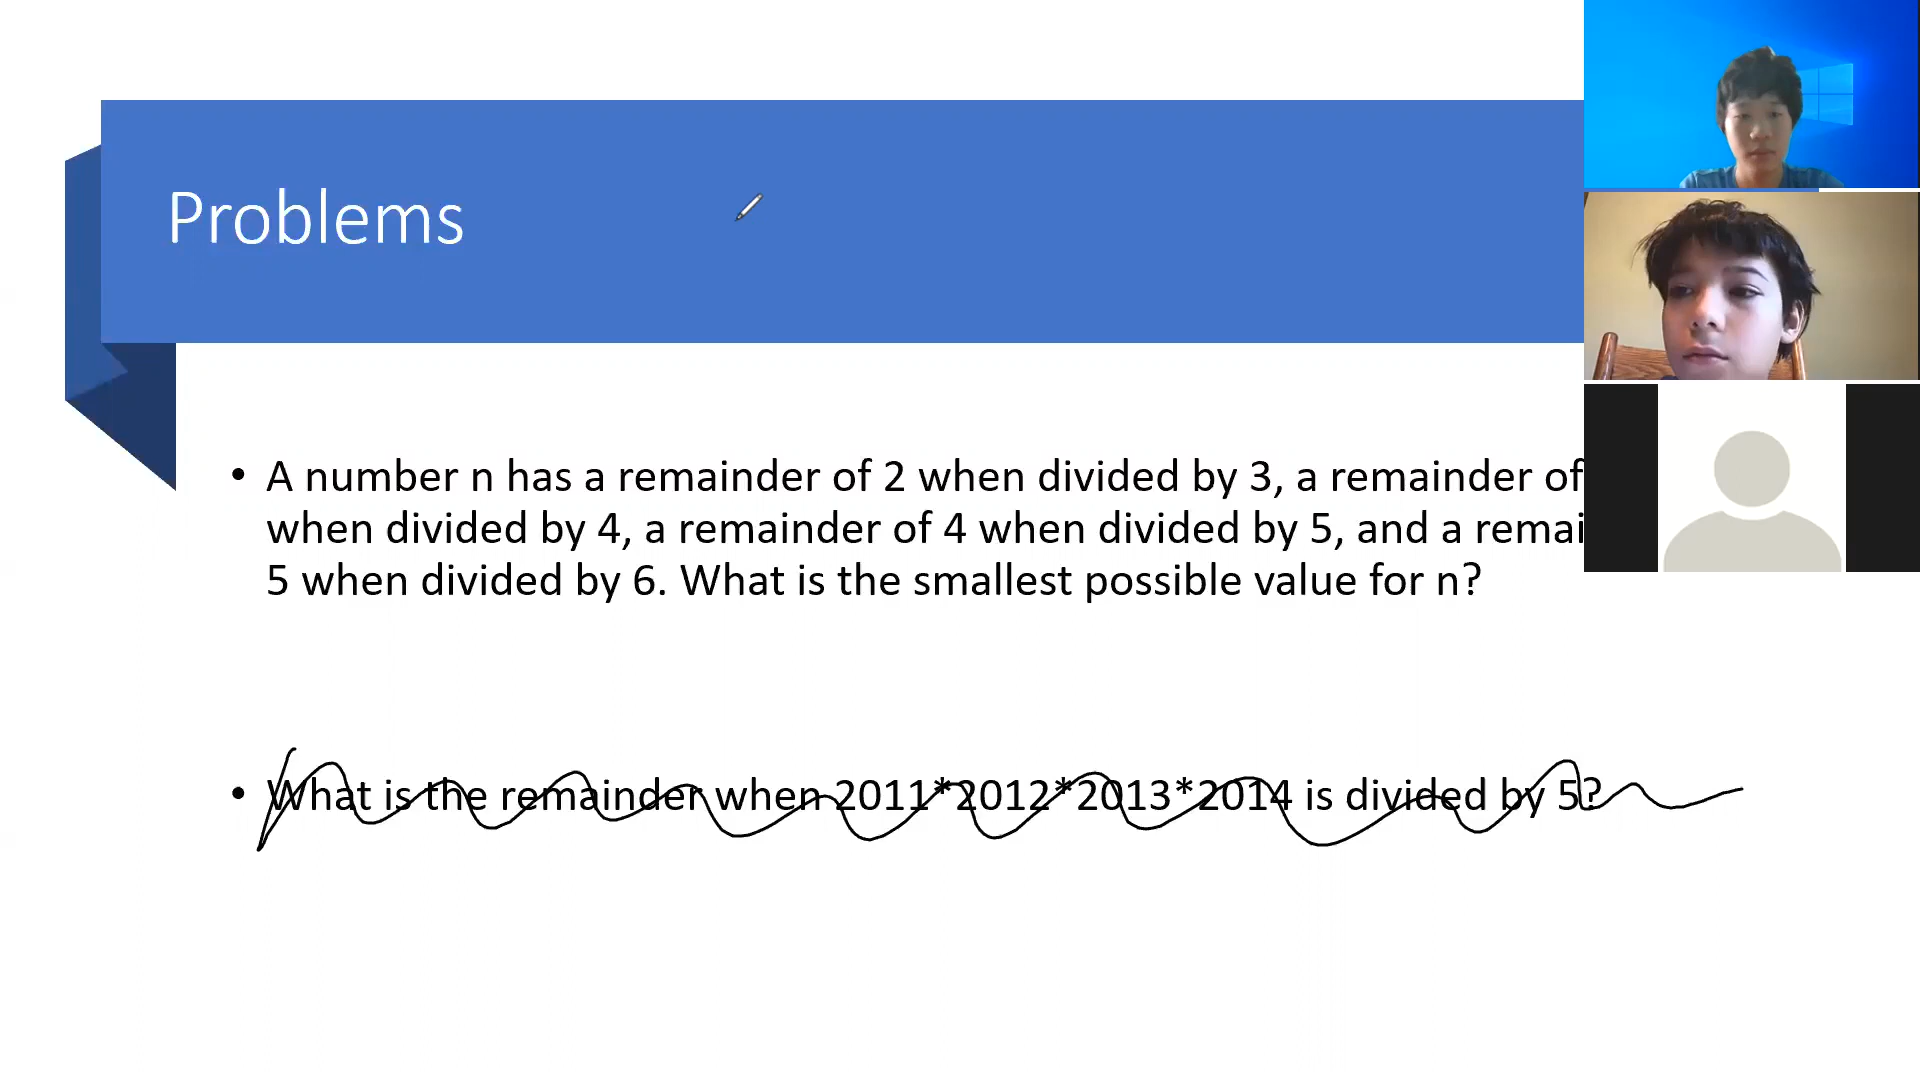 Problems
• A number n has a remainder of 2 when divided by 3, a remainder of
when divided by 4, a remainder of 4 when divided by 5, and a remai
5 when divided by 6. What is the smallest possible value for n?
• What is the remainder when 2011*2012*2013*2014 is divided by 5?